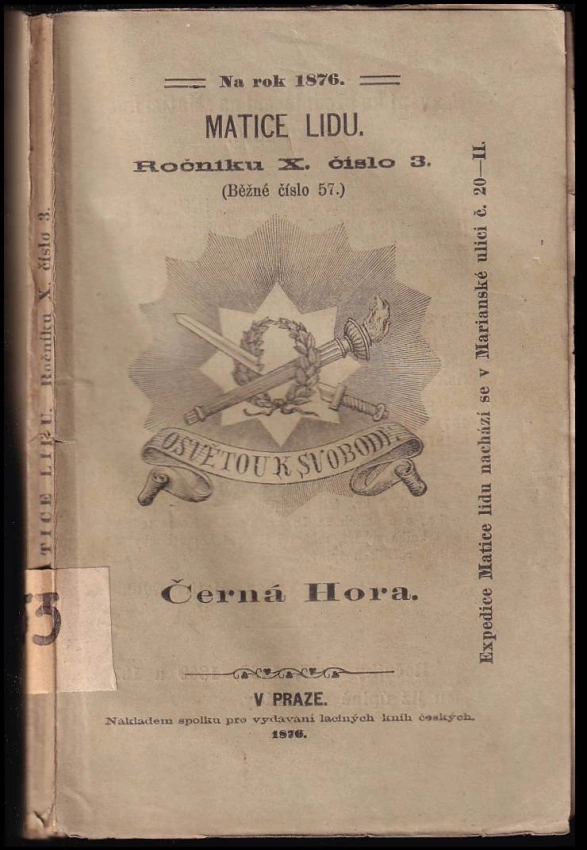 Na rok 1876.
MATICE LIDU.
Ročníku X. číslo 3.
(Běžné číslo 57.)
OSVĚTOU K SVOBODĚ
Černá Hora.
V PRAZE.
Nákladem spolku pro vydávání laciných knih českých.
1876.
Expedice Matice lidu nachází se v Marianské ulici č. 20—II.
TICE LIDU. Ročníku X. číslo 3.